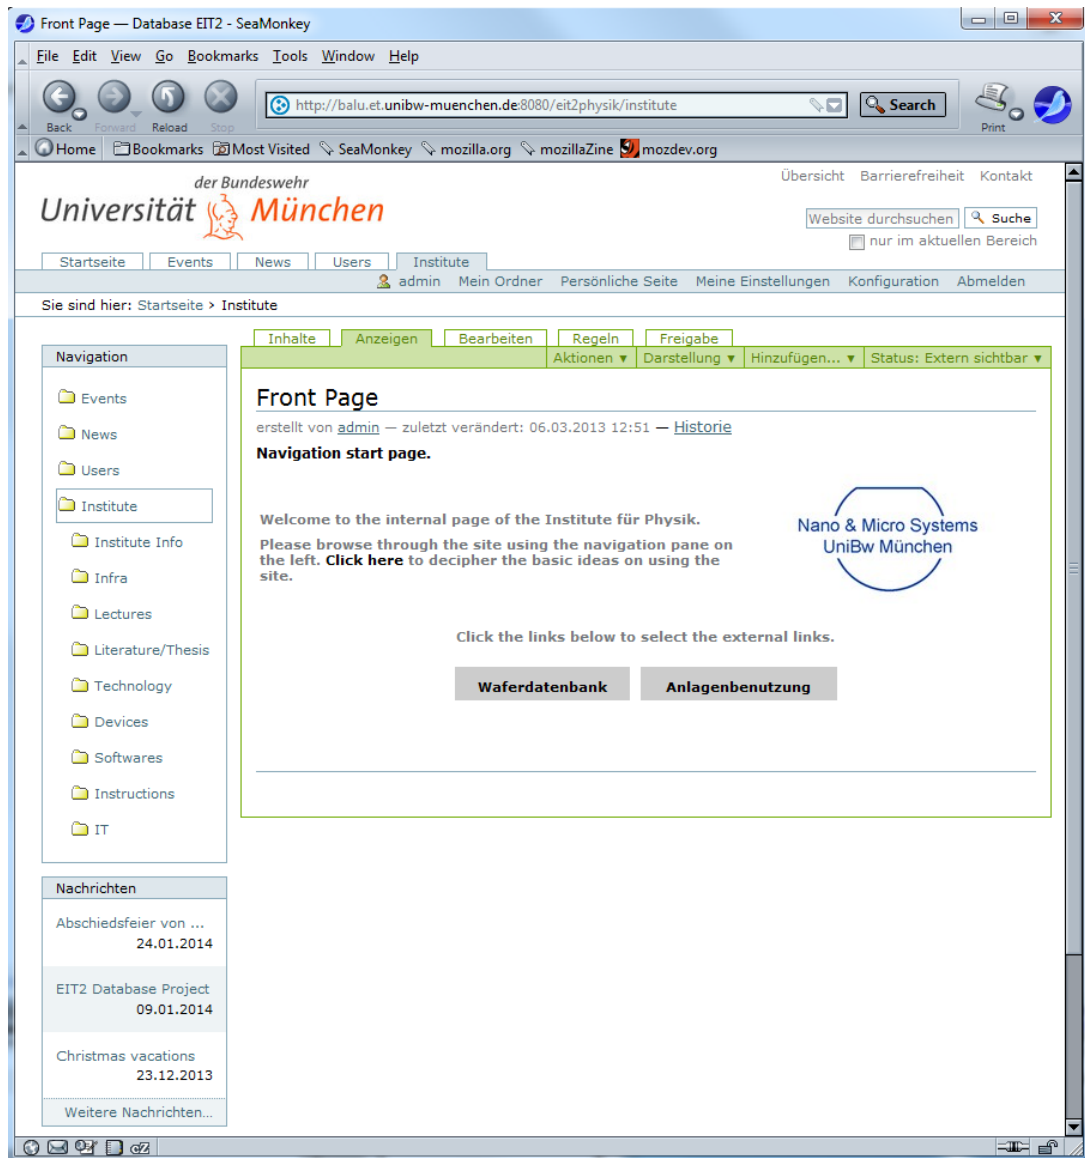 Front Page — Database EIT2 - SeaMonkey
File Edit View Go Bookmarks Tools Window Help
http://balu.et.unibw-muenchen.de:8080/eit2physik/institute
Search
Back Forward Reload Stop
Print
Home Bookmarks Most Visited SeaMonkey mozilla.org mozillaZine mozdev.org
Übersicht Barrierefreiheit Kontakt
der Bundeswehr
Universität München
Website durchsuchen Suche
nur im aktuellen Bereich
Startseite Events News Users Institute
admin Mein Ordner Persönliche Seite Meine Einstellungen Konfiguration Abmelden
Sie sind hier: Startseite › Institute
Navigation
Events
News
Users
Institute
Institute Info
Infra
Lectures
Literature/Thesis
Technology
Devices
Softwares
Instructions
IT
Nachrichten
Abschiedsfeier von ...
24.01.2014
EIT2 Database Project
09.01.2014
Christmas vacations
23.12.2013
Weitere Nachrichten...
Inhalte Anzeigen Bearbeiten Regeln Freigabe
Aktionen ▼ Darstellung ▼ Hinzufügen... ▼ Status: Extern sichtbar ▼
Front Page
erstellt von admin — zuletzt verändert: 06.03.2013 12:51 — Historie
Navigation start page.
Welcome to the internal page of the Institute für Physik.
Please browse through the site using the navigation pane on
the left. Click here to decipher the basic ideas on using the
site.
Nano & Micro Systems
UniBw München
Click the links below to select the external links.
Waferdatenbank Anlagenbenutzung